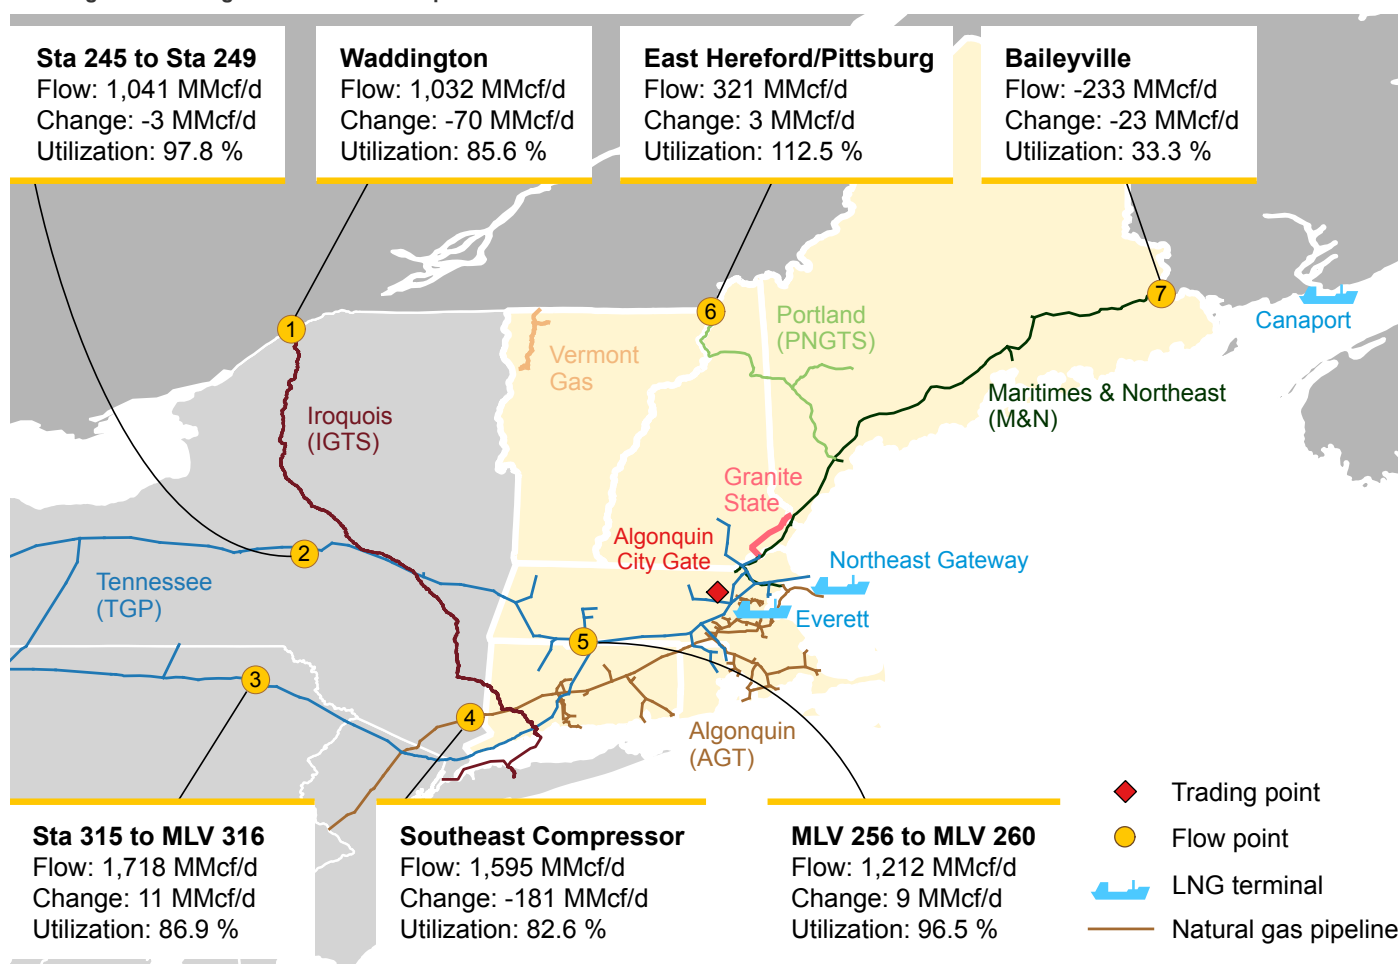 Sta 245 to Sta 249
Flow: 1,041 MMcf/d
Change: -3 MMcf/d
Utilization: 97.8 %
Waddington
Flow: 1,032 MMcf/d
Change: -70 MMcf/d
Utilization: 85.6 %
East Hereford/Pittsburg
Flow: 321 MMcf/d
Change: 3 MMcf/d
Utilization: 112.5 %
Baileyville
Flow: -233 MMcf/d
Change: -23 MMcf/d
Utilization: 33.3 %
7
6
1
Canaport
Portland
(PNGTS)
Vermont
Gas
Maritimes & Northeast
(M&N)
Iroquois
(IGTS)
Granite
State
Algonquin
City Gate
2
Northeast Gateway
Tennessee
(TGP)
Everett
5
3
4
Algonquin
(AGT)
Sta 315 to MLV 316
Flow: 1,718 MMcf/d
Change: 11 MMcf/d
Utilization: 86.9 %
Southeast Compressor
Flow: 1,595 MMcf/d
Change: -181 MMcf/d
Utilization: 82.6 %
MLV 256 to MLV 260
Flow: 1,212 MMcf/d
Change: 9 MMcf/d
Utilization: 96.5 %
Trading point
Flow point
LNG terminal
Natural gas pipeline